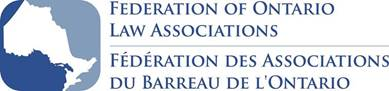 FEDERATION OF ONTARIO
LAW ASSOCIATIONS
FÉDÉRATION DES ASSOCIATIONS
DU BARREAU DE L'ONTARIO